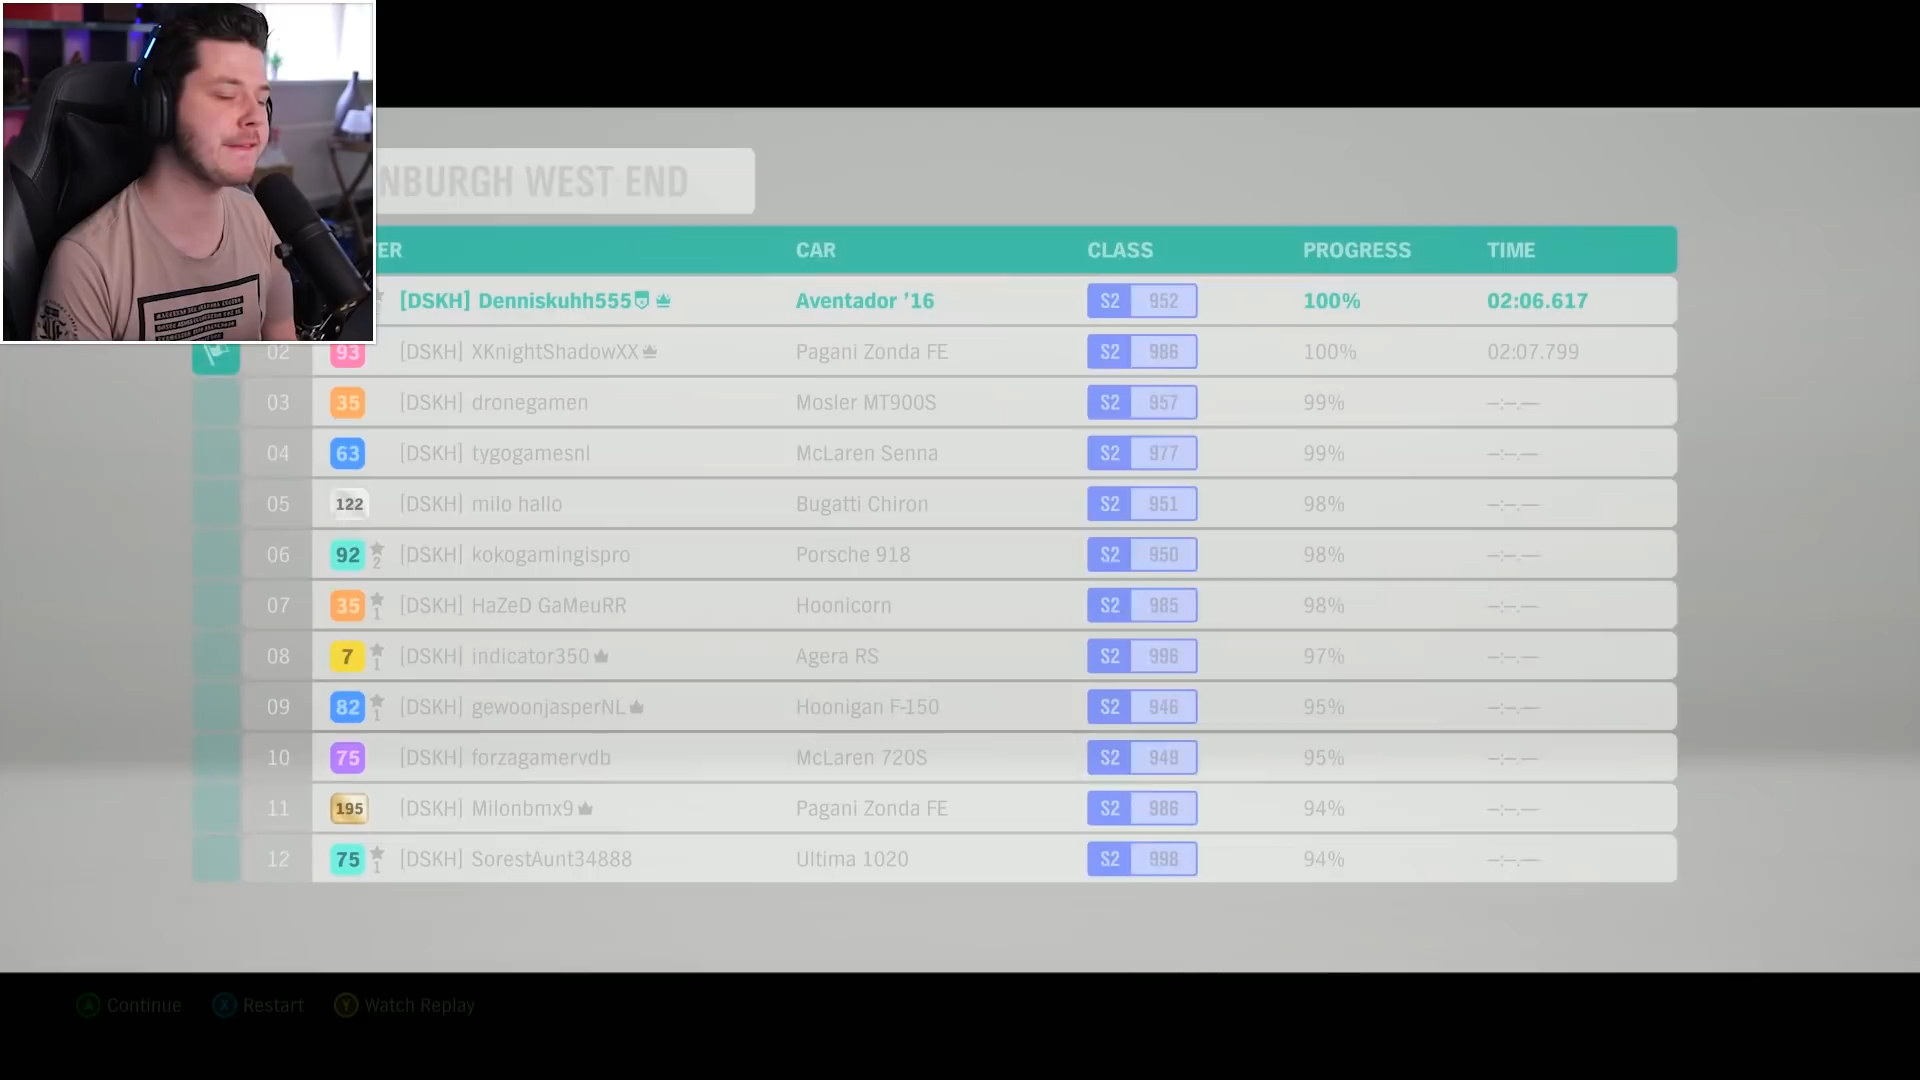 NBURGH WEST END
ER CAR CLASS PROGRESS TIME
[DSKH] Denniskuhh555 Aventador '16 S2 952 100% 02:06.617
02 93 [DSKH] XKnightShadowXX Pagani Zonda FE S2 986 100% 02:07.799
03 35 [DSKH] dronegamen Mosler MT900S S2 957 99% --:--.---
04 63 [DSKH] tygogamesnl McLaren Senna S2 977 99% --:--.---
05 122 [DSKH] milo hallo Bugatti Chiron S2 951 98% --:--.---
06 92 2 [DSKH] kokogamingispro Porsche 918 S2 950 98% --:--.---
07 35 1 [DSKH] HaZeD GaMeuRR Hoonicorn S2 985 98% --:--.---
08 7 1 [DSKH] indicator350 Agera RS S2 996 97% --:--.---
09 82 1 [DSKH] gewoonjasperNL Hoonigan F-150 S2 946 95% --:--.---
10 75 [DSKH] forzagamervdb McLaren 720S S2 949 95% --:--.---
11 195 [DSKH] Milonbmx9 Pagani Zonda FE S2 986 94% --:--.---
12 75 1 [DSKH] SorestAunt34888 Ultima 1020 S2 998 94% --:--.---
A Continue X Restart Y Watch Replay